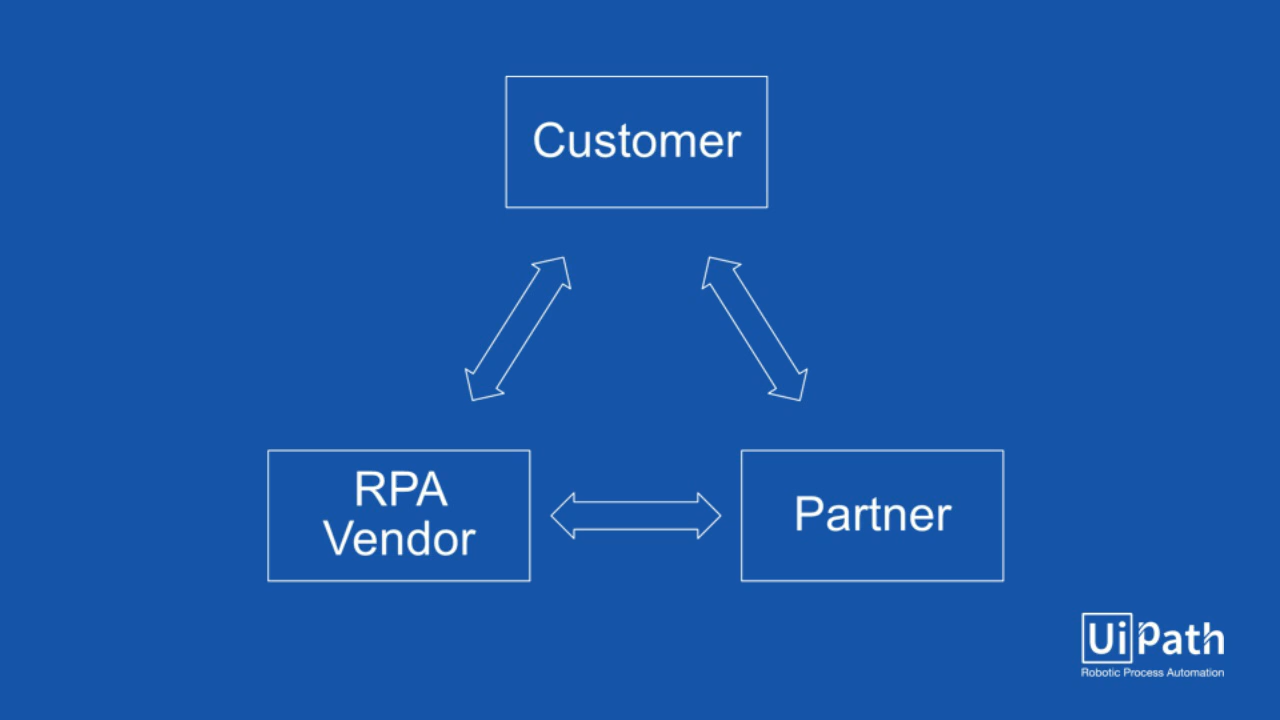 Customer
RPA
Vendor
Partner
UiPath
Robotic Process Automation